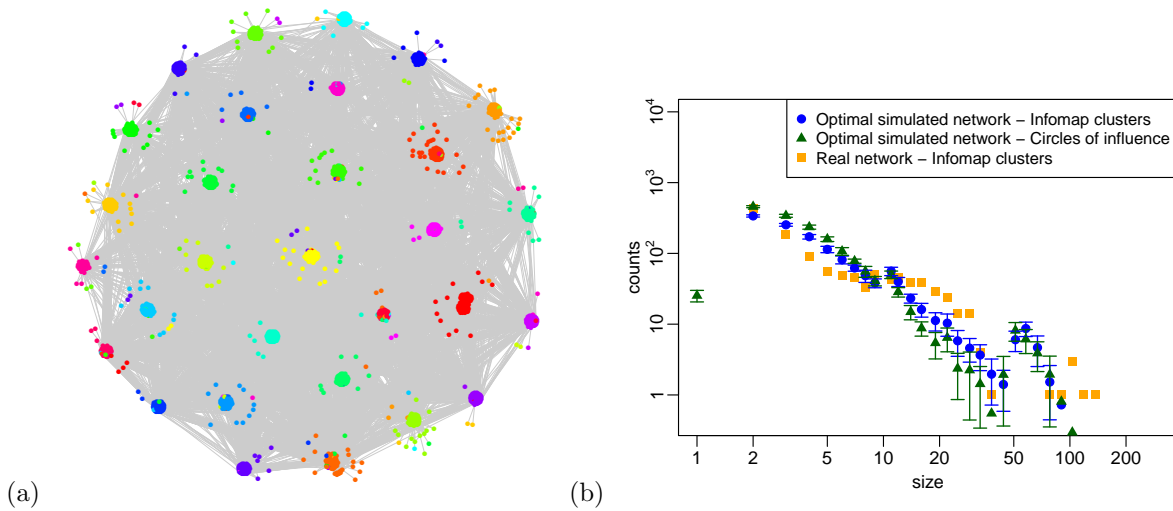 Optimal simulated network − Infomap clusters
Optimal simulated network − Circles of influence
Real network − Infomap clusters
10^4
10^3
10^2
10
1
counts
1 2 5 10 20 50 100 200
size
(a)
(b)